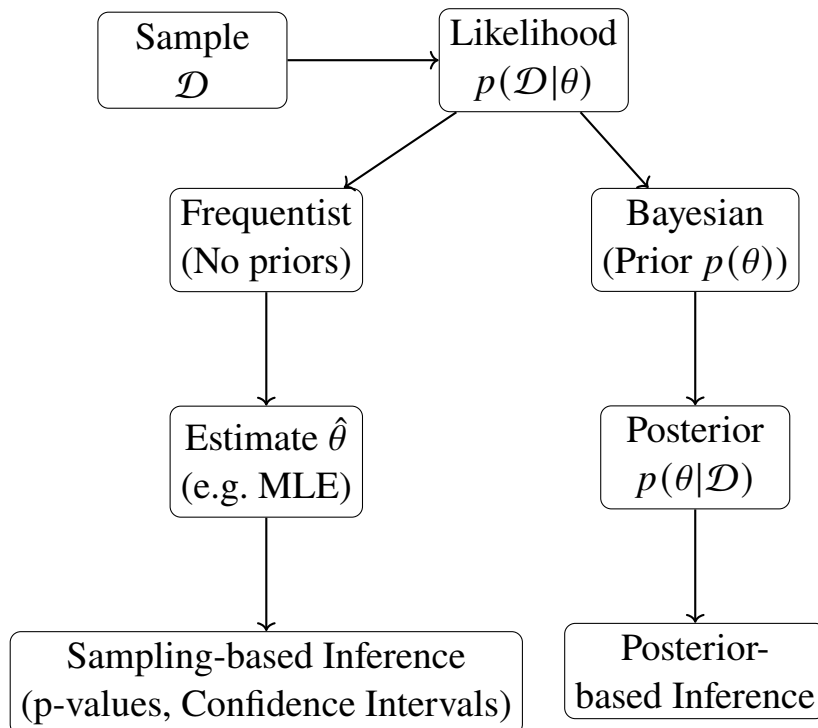 Sample
𝒟
Likelihood
p(𝒟|θ)
Frequentist
(No priors)
Bayesian
(Prior p(θ))
Estimate θ̂
(e.g. MLE)
Posterior
p(θ|𝒟)
Sampling-based Inference
(p-values, Confidence Intervals)
Posterior-
based Inference